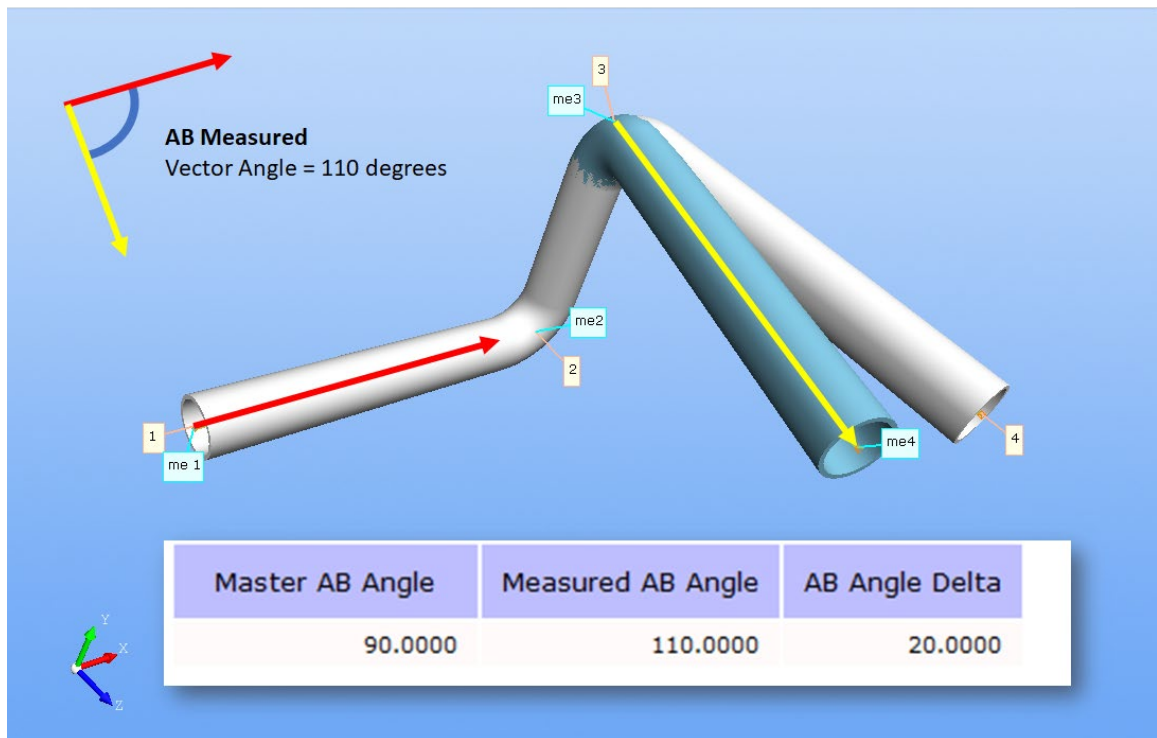 3
me3
AB Measured
Vector Angle = 110 degrees
me2
2
1
me 1
me4
4
Master AB Angle Measured AB Angle AB Angle Delta
90.0000 110.0000 20.0000
Y
X
Z